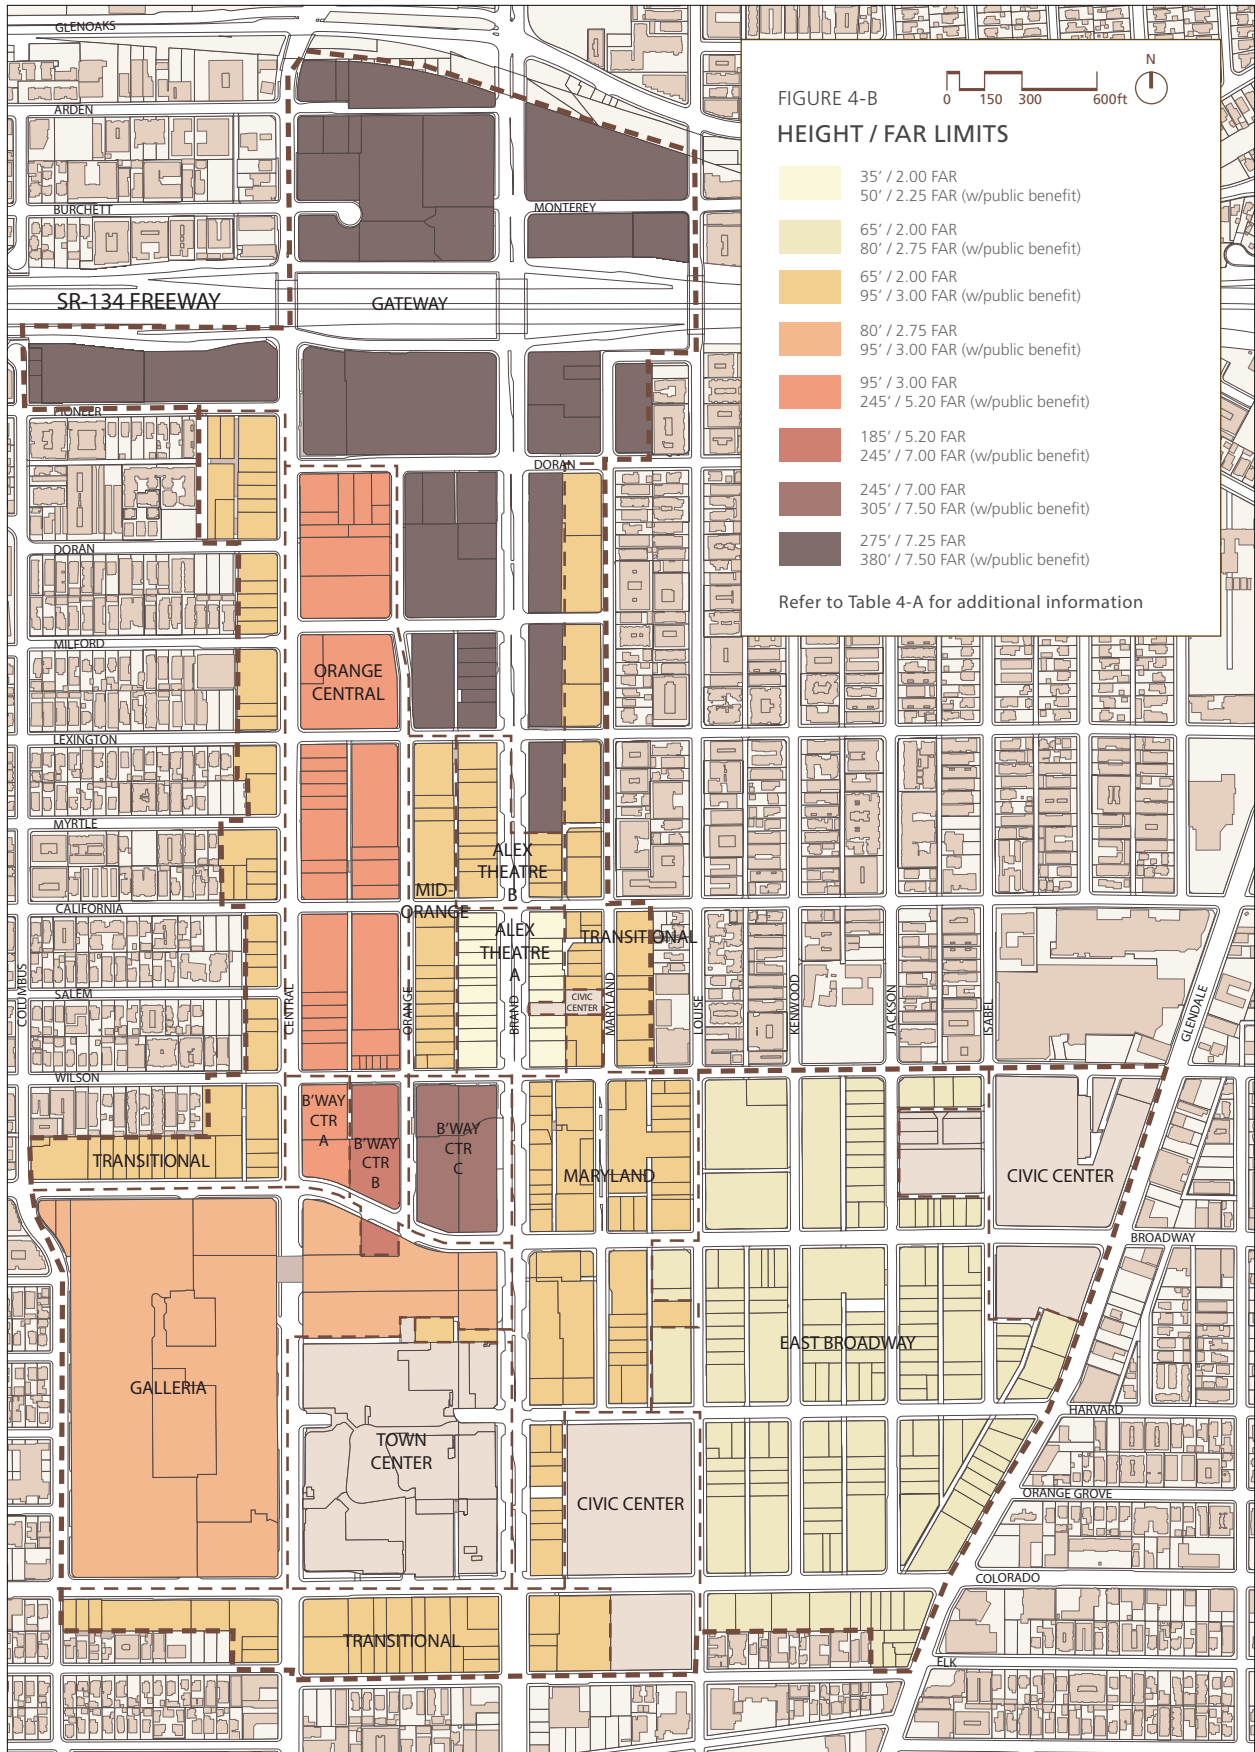 GLENOAKS
ARDEN
BURCHETT
MONTEREY
SR-134 FREEWAY
GATEWAY
FIGURE 4-B
HEIGHT / FAR LIMITS
0 150 300 600ft
N
35’ / 2.00 FAR
50’ / 2.25 FAR (w/public benefit)
65’ / 2.00 FAR
80’ / 2.75 FAR (w/public benefit)
65’ / 2.00 FAR
95’ / 3.00 FAR (w/public benefit)
80’ / 2.75 FAR
95’ / 3.00 FAR (w/public benefit)
95’ / 3.00 FAR
245’ / 5.20 FAR (w/public benefit)
185’ / 5.20 FAR
245’ / 7.00 FAR (w/public benefit)
245’ / 7.00 FAR
305’ / 7.50 FAR (w/public benefit)
275’ / 7.25 FAR
380’ / 7.50 FAR (w/public benefit)
Refer to Table 4-A for additional information
PIONEER
DORAN
DORAN
MILFORD
ORANGE
CENTRAL
LEXINGTON
MYRTLE
ALEX
THEATRE
B
MID-
ORANGE
CALIFORNIA
ALEX
THEATRE
A
TRANSITIONAL
CIVIC
CENTER
SALEM
COLUMBUS
CENTRAL
ORANGE
BRAND
MARYLAND
LOUISE
KENWOOD
JACKSON
ISABEL
GLENDALE
WILSON
B’WAY
CTR
A
B’WAY
CTR
B
B’WAY
CTR
C
TRANSITIONAL
MARYLAND
CIVIC CENTER
BROADWAY
EAST BROADWAY
GALLERIA
HARVARD
TOWN
CENTER
CIVIC CENTER
ORANGE GROVE
COLORADO
TRANSITIONAL
ELK